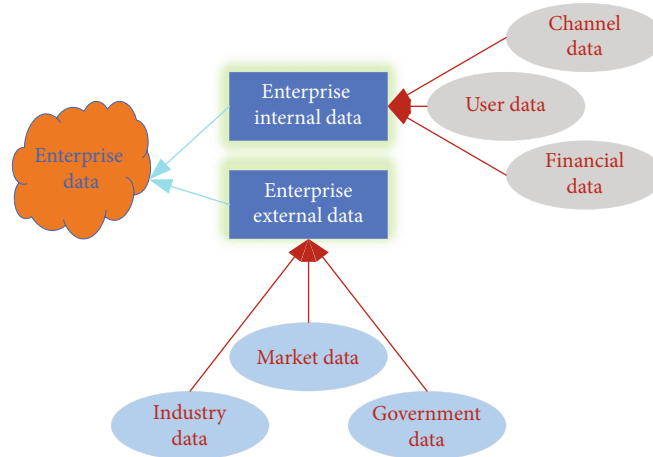 Channel
data
Enterprise
internal data
User data
Enterprise
data
Financial
data
Enterprise
external data
Market data
Industry
data
Government
data